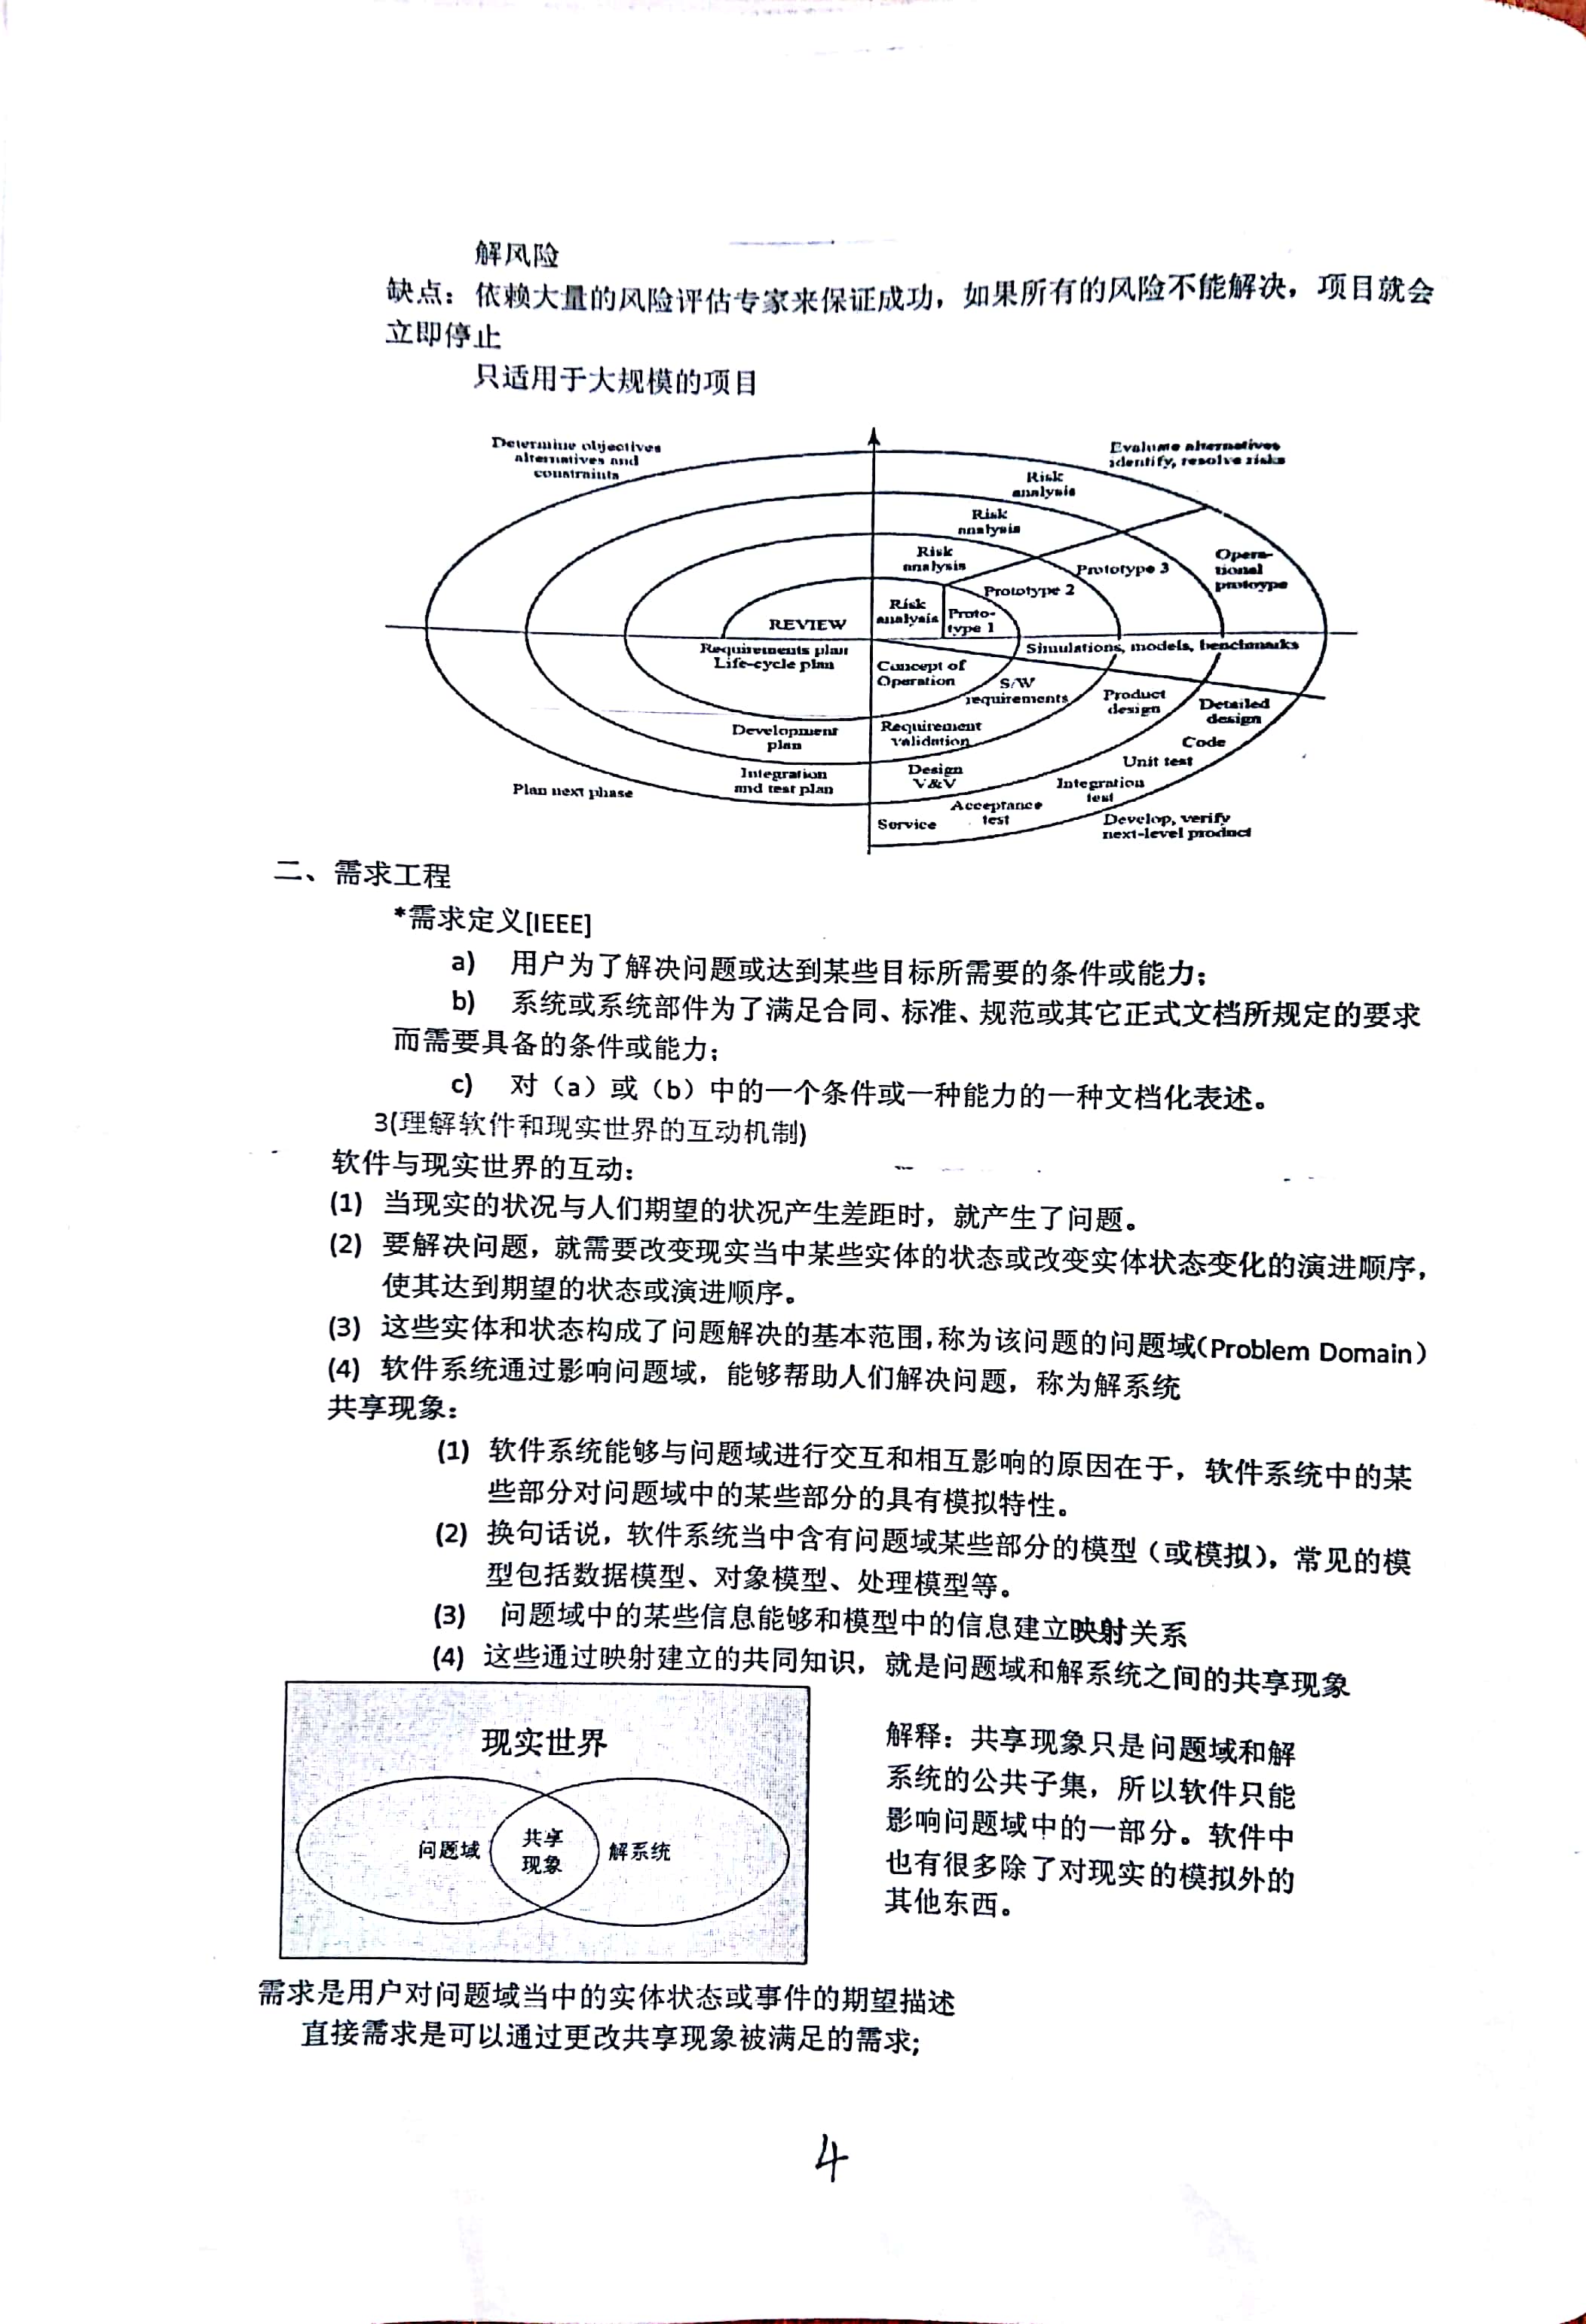 解风险
缺点：依赖大量的风险评估专家来保证成功，如果所有的风险不能解决，项目就会
立即停止
只适用于大规模的项目
Determine objectives
alternatives and
constraints
Evaluate alternatives
identify, resolve risks
Risk
analysis
Risk
analysis
Risk
analysis
Risk
analysis
Proto-
type 1
Prototype 2
Prototype 3
Opera-
tional
protoype
REVIEW
Requirements plan
Life-cycle plan
Simulations, models, benchmarks
Concept of
Operation
S/W
requirements
Product
design
Detailed
design
Development
plan
Requirement
validation
Code
Unit test
Integration
and test plan
Design
V&V
Integration
test
Plan next phase
Acceptance
test
Service
Develop, verify
next-level product
二、需求工程
*需求定义[IEEE]
a) 用户为了解决问题或达到某些目标所需要的条件或能力；
b) 系统或系统部件为了满足合同、标准、规范或其它正式文档所规定的要求
而需要具备的条件或能力；
c) 对（a）或（b）中的一个条件或一种能力的一种文档化表述。
3(理解软件和现实世界的互动机制)
软件与现实世界的互动：
(1) 当现实的状况与人们期望的状况产生差距时，就产生了问题。
(2) 要解决问题，就需要改变现实当中某些实体的状态或改变实体状态变化的演进顺序，
使其达到期望的状态或演进顺序。
(3) 这些实体和状态构成了问题解决的基本范围，称为该问题的问题域（Problem Domain）
(4) 软件系统通过影响问题域，能够帮助人们解决问题，称为解系统
共享现象：
(1) 软件系统能够与问题域进行交互和相互影响的原因在于，软件系统中的某
些部分对问题域中的某些部分的具有模拟特性。
(2) 换句话说，软件系统当中含有问题域某些部分的模型（或模拟），常见的模
型包括数据模型、对象模型、处理模型等。
(3) 问题域中的某些信息能够和模型中的信息建立映射关系
(4) 这些通过映射建立的共同知识，就是问题域和解系统之间的共享现象
现实世界
问题域
共享
现象
解系统
解释：共享现象只是问题域和解
系统的公共子集，所以软件只能
影响问题域中的一部分。软件中
也有很多除了对现实的模拟外的
其他东西。
需求是用户对问题域当中的实体状态或事件的期望描述
直接需求是可以通过更改共享现象被满足的需求;
4